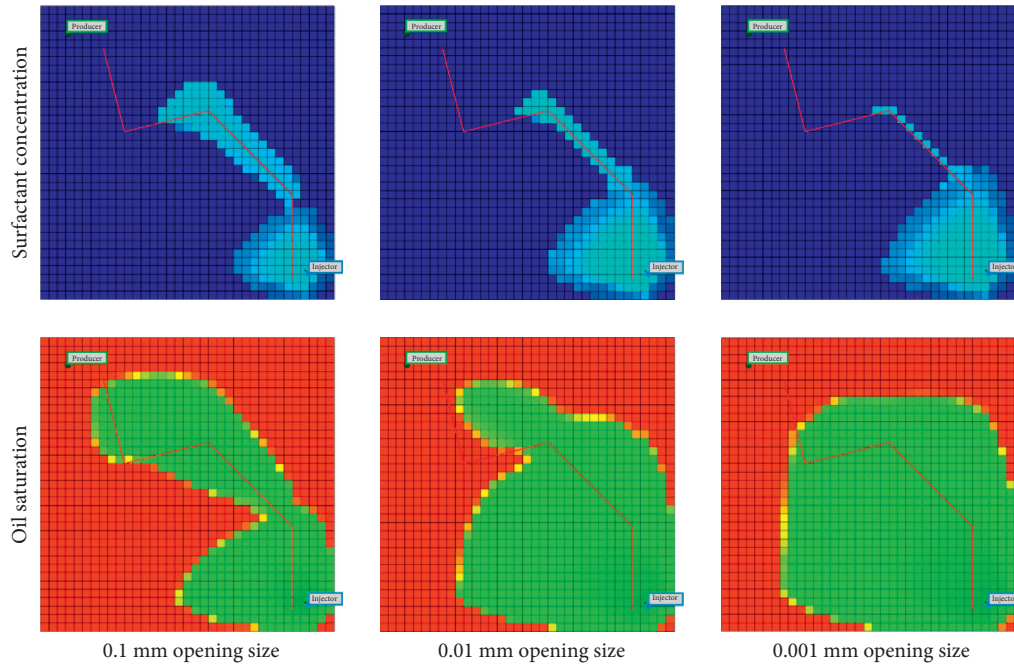 Surfactant concentration
Producer
Injector
Producer
Injector
Producer
Injector
Oil saturation
Producer
Injector
Producer
Injector
Producer
Injector
0.1 mm opening size
0.01 mm opening size
0.001 mm opening size